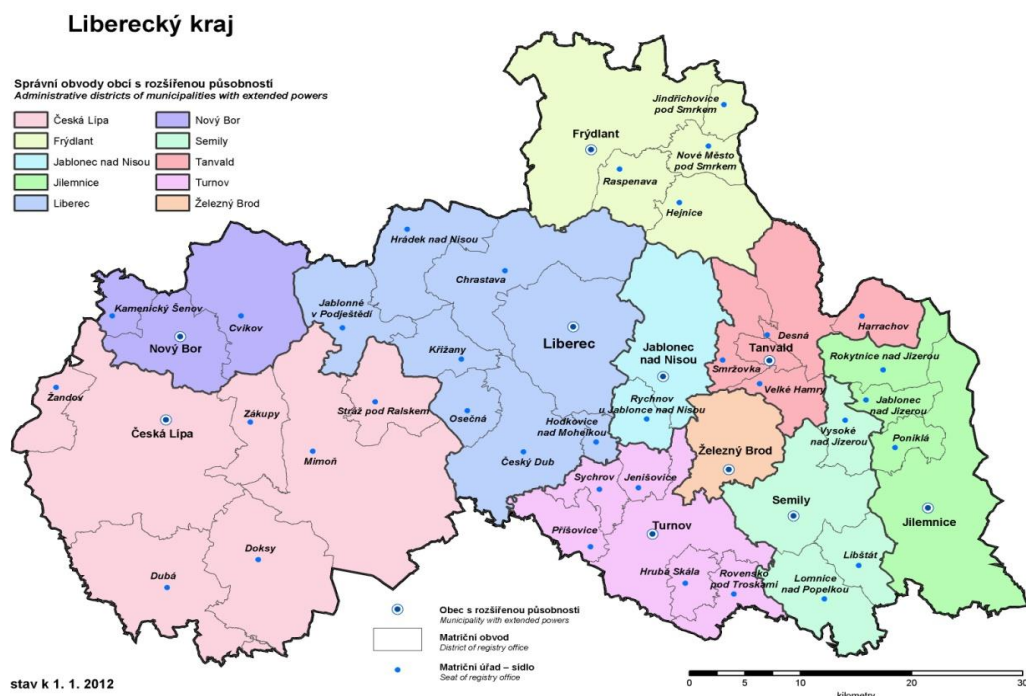 Liberecký kraj
Správní obvody obcí s rozšířenou působností
Administrative districts of municipalities with extended powers
Česká Lípa
Nový Bor
Frýdlant
Semily
Jablonec nad Nisou
Tanvald
Jilemnice
Turnov
Liberec
Železný Brod
Jindřichovice
pod Smrkem
Frýdlant
Nové Město
pod Smrkem
Raspenava
Hejnice
Hrádek nad Nisou
Chrastava
Kamenický Šenov
Cvikov
Jablonné
v Podještědí
Nový Bor
Liberec
Křižany
Jablonec
nad Nisou
Desná
Tanvald
Smržovka
Velké Hamry
Harrachov
Rokytnice nad Jizerou
Jablonec
nad Jizerou
Žandov
Česká Lípa
Zákupy
Stráž pod Ralskem
Mimoň
Osečná
Hodkovice
nad Mohelkou
Rychnov
u Jablonce nad Nisou
Český Dub
Vysoké
nad Jizerou
Poniklá
Železný Brod
Sychrov
Jenišovice
Semily
Jilemnice
Příšovice
Turnov
Doksy
Dubá
Hrubá Skála
Rovensko
pod Troskami
Libštát
Lomnice
nad Popelkou
Obec s rozšířenou působností
Municipality with extended powers
Matriční obvod
District of registry office
Matriční úřad – sídlo
Seat of registry office
stav k 1. 1. 2012
0 5 10 20 30
kilometry